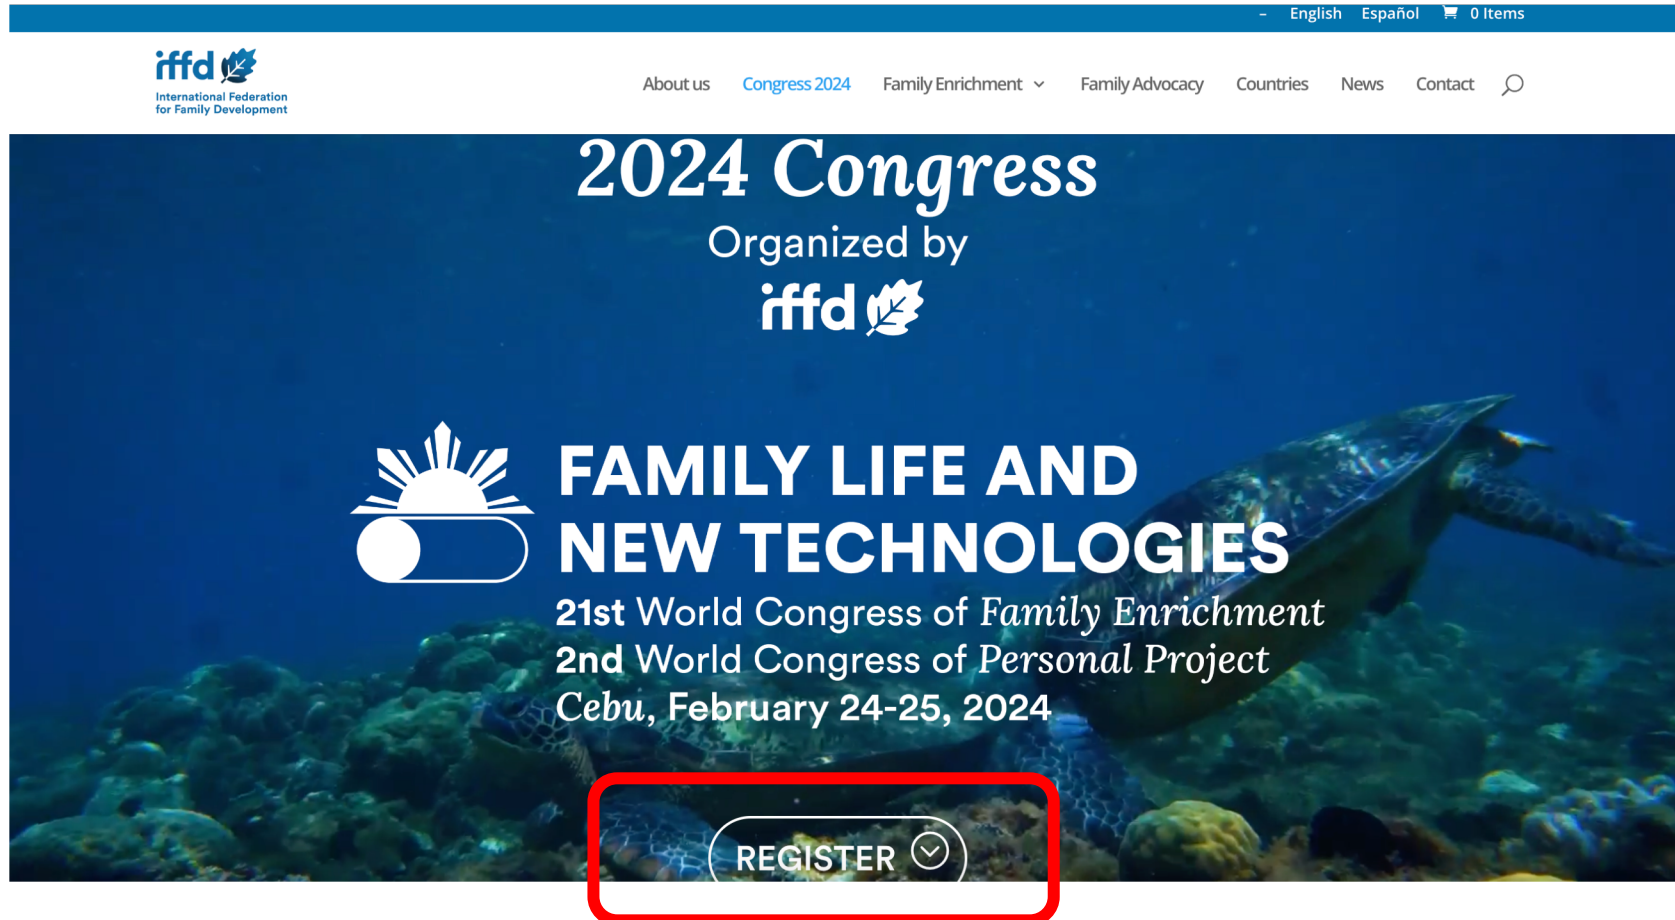 – English Español 0 Items
iffd
International Federation
for Family Development
About us Congress 2024 Family Enrichment Family Advocacy Countries News Contact
2024 Congress
Organized by
iffd
FAMILY LIFE AND
NEW TECHNOLOGIES
21st World Congress of Family Enrichment
2nd World Congress of Personal Project
Cebu, February 24-25, 2024
REGISTER